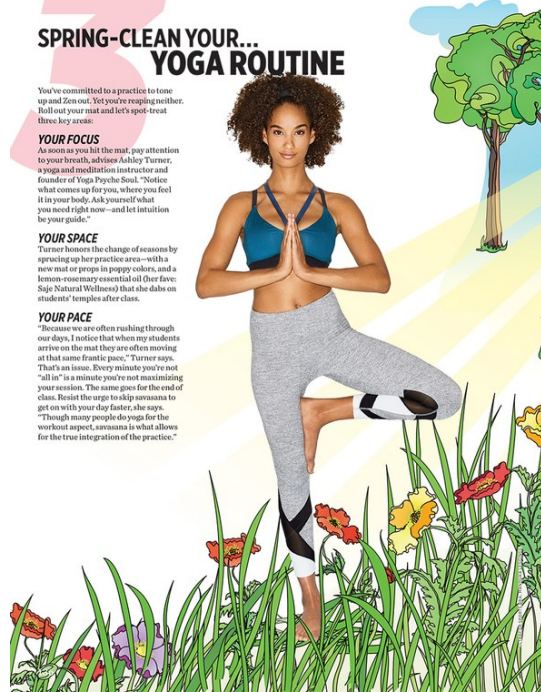 3
SPRING-CLEAN YOUR...
YOGA ROUTINE
You've committed to a practice to tone
up and Zen out. Yet you're reaping neither.
Roll out your mat and let's spot-treat
three key areas:
YOUR FOCUS
As soon as you hit the mat, pay attention
to your breath, advises Ashley Turner,
a yoga and meditation instructor and
founder of Yoga Psyche Soul. "Notice
what comes up for you, where you feel
it in your body. Ask yourself what
you need right now—and let intuition
be your guide."
YOUR SPACE
Turner honors the change of seasons by
sprucing up her practice area—with a
new mat or props in poppy colors, and a
lemon-rosemary essential oil (her fave:
Saje Natural Wellness) that she dabs on
students' temples after class.
YOUR PACE
"Because we are often rushing through
our days, I notice that when my students
arrive on the mat they are often moving
at that same frantic pace," Turner says.
That's an issue. Every minute you're not
"all in" is a minute you're not maximizing
your session. The same goes for the end of
class. Resist the urge to skip savasana to
get on with your day faster, she says.
"Though many people do yoga for the
workout aspect, savasana is what allows
for the true integration of the practice."